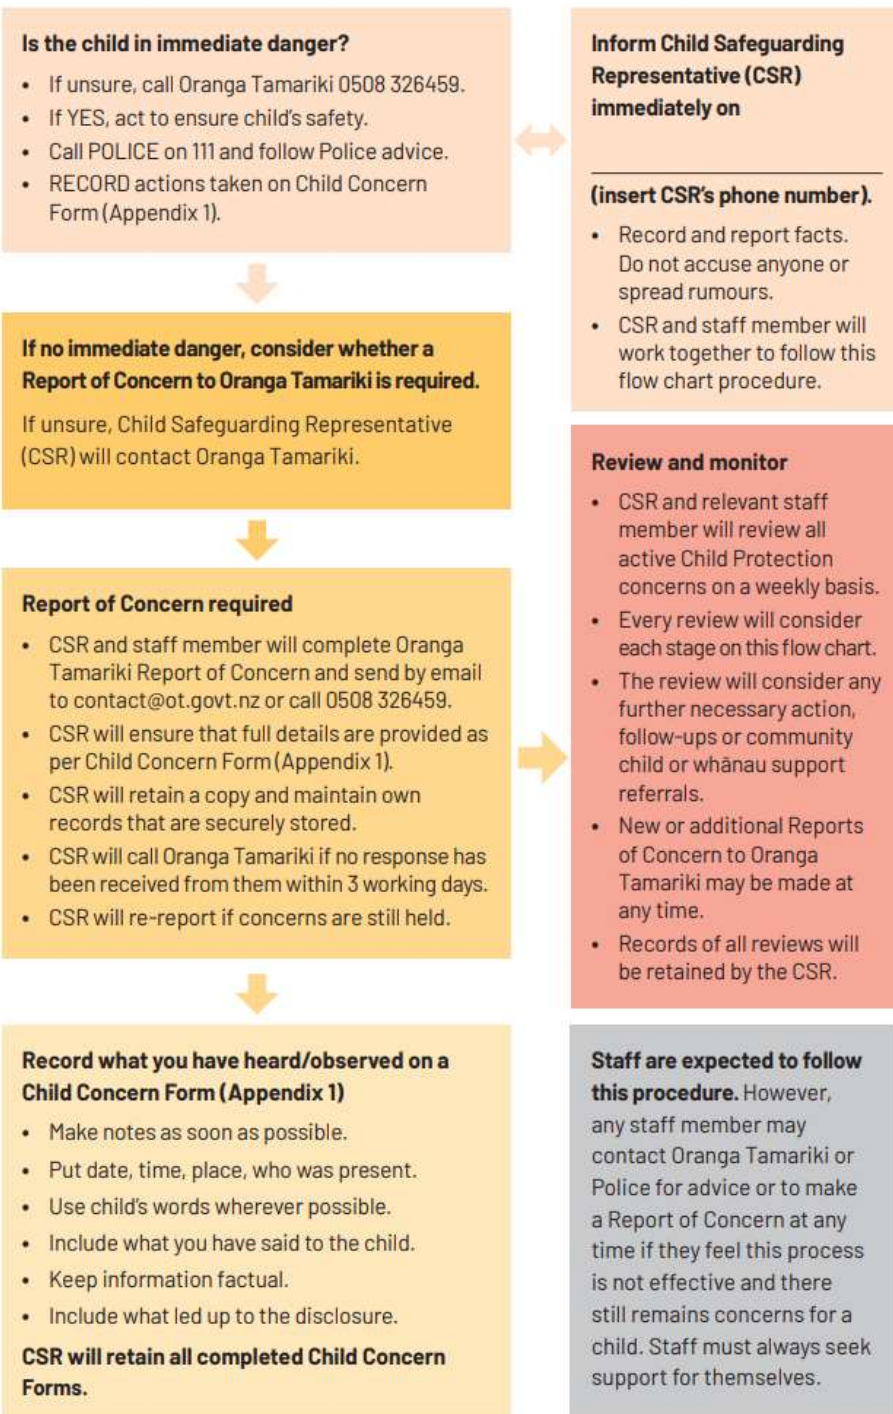 Is the child in immediate danger?
• If unsure, call Oranga Tamariki 0508 326459.
• If YES, act to ensure child's safety.
• Call POLICE on 111 and follow Police advice.
• RECORD actions taken on Child Concern
Form (Appendix 1).
Inform Child Safeguarding
Representative (CSR)
immediately on
(insert CSR's phone number).
• Record and report facts.
Do not accuse anyone or
spread rumours.
• CSR and staff member will
work together to follow this
flow chart procedure.
If no immediate danger, consider whether a
Report of Concern to Oranga Tamariki is required.
If unsure, Child Safeguarding Representative
(CSR) will contact Oranga Tamariki.
Report of Concern required
• CSR and staff member will complete Oranga
Tamariki Report of Concern and send by email
to contact@ot.govt.nz or call 0508 326459.
• CSR will ensure that full details are provided as
per Child Concern Form (Appendix 1).
• CSR will retain a copy and maintain own
records that are securely stored.
• CSR will call Oranga Tamariki if no response has
been received from them within 3 working days.
• CSR will re-report if concerns are still held.
Review and monitor
• CSR and relevant staff
member will review all
active Child Protection
concerns on a weekly basis.
• Every review will consider
each stage on this flow chart.
• The review will consider any
further necessary action,
follow-ups or community
child or whānau support
referrals.
• New or additional Reports
of Concern to Oranga
Tamariki may be made at
any time.
• Records of all reviews will
be retained by the CSR.
Record what you have heard/observed on a
Child Concern Form (Appendix 1)
• Make notes as soon as possible.
• Put date, time, place, who was present.
• Use child's words wherever possible.
• Include what you have said to the child.
• Keep information factual.
• Include what led up to the disclosure.
CSR will retain all completed Child Concern
Forms.
Staff are expected to follow
this procedure. However,
any staff member may
contact Oranga Tamariki or
Police for advice or to make
a Report of Concern at any
time if they feel this process
is not effective and there
still remains concerns for a
child. Staff must always seek
support for themselves.